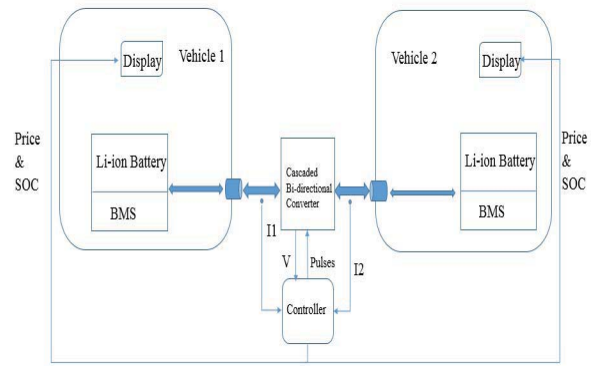 Vehicle 1
Display
Price
&
SOC
Li-ion Battery
BMS
Cascaded
Bi-directional
Converter
I1
V
Pulses
I2
Controller
Vehicle 2
Display
Li-ion Battery
BMS
Price
&
SOC